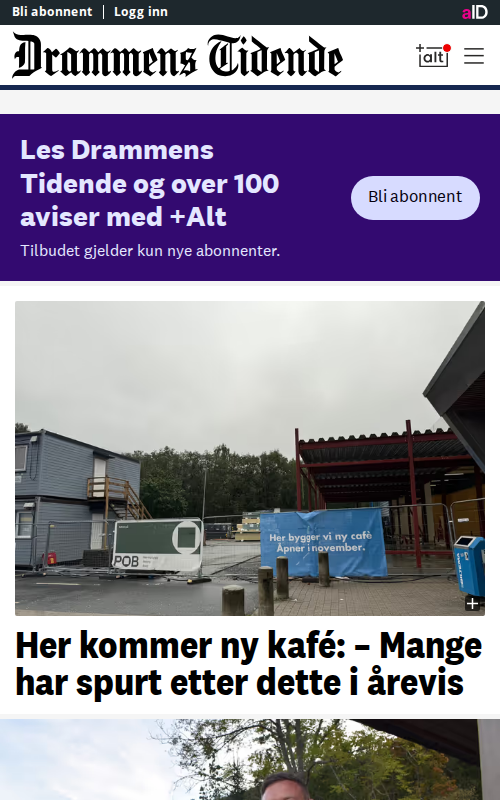 Bli abonnent
Logg inn
aID
Drammens Tidende
+alt
Les Drammens
Tidende og over 100
aviser med +Alt
Bli abonnent
Tilbudet gjelder kun nye abonnenter.
Her bygger vi ny cafè
Åpner i november.
POB
Her kommer ny kafé: – Mange
har spurt etter dette i årevis